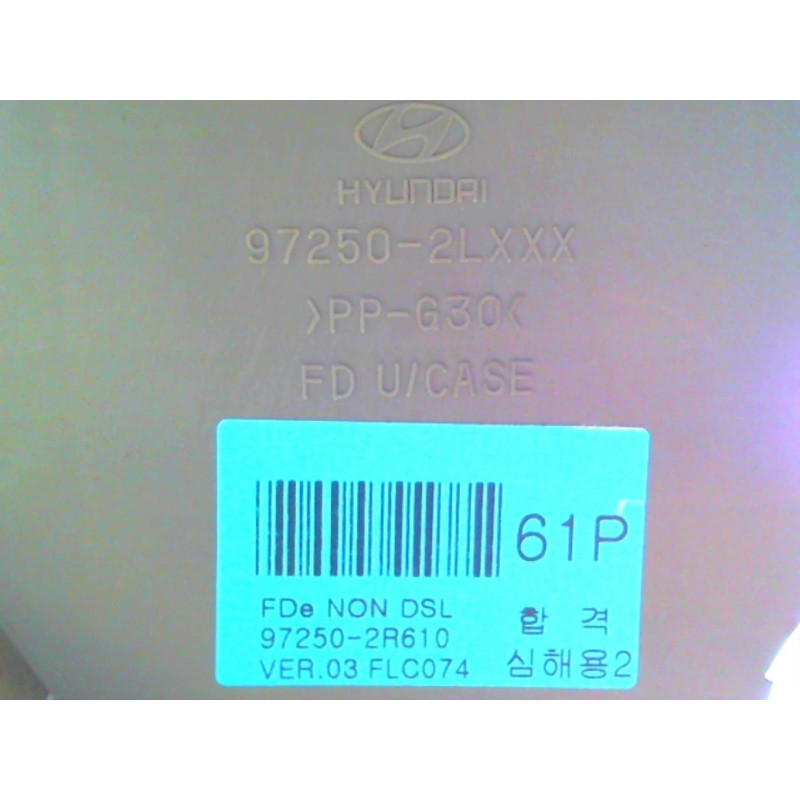 HYUNDAI
97250-2LXXX
>PP-G30<
FD U/CASE
61P
FDe NON DSL
97250-2R610
VER.03 FLC074
합 격
심해용2